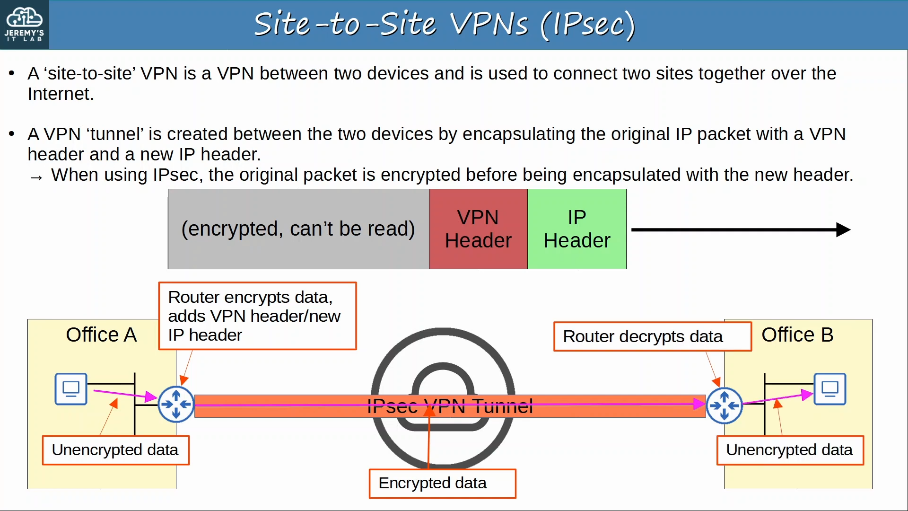 JEREMY'S
IT LAB
Site-to-Site VPNs (IPsec)
• A ‘site-to-site’ VPN is a VPN between two devices and is used to connect two sites together over the
Internet.
• A VPN ‘tunnel’ is created between the two devices by encapsulating the original IP packet with a VPN
header and a new IP header.
→ When using IPsec, the original packet is encrypted before being encapsulated with the new header.
(encrypted, can’t be read)
VPN
Header
IP
Header
Router encrypts data,
adds VPN header/new
IP header
Office A
Router decrypts data
Office B
IPsec VPN Tunnel
Unencrypted data
Unencrypted data
Encrypted data